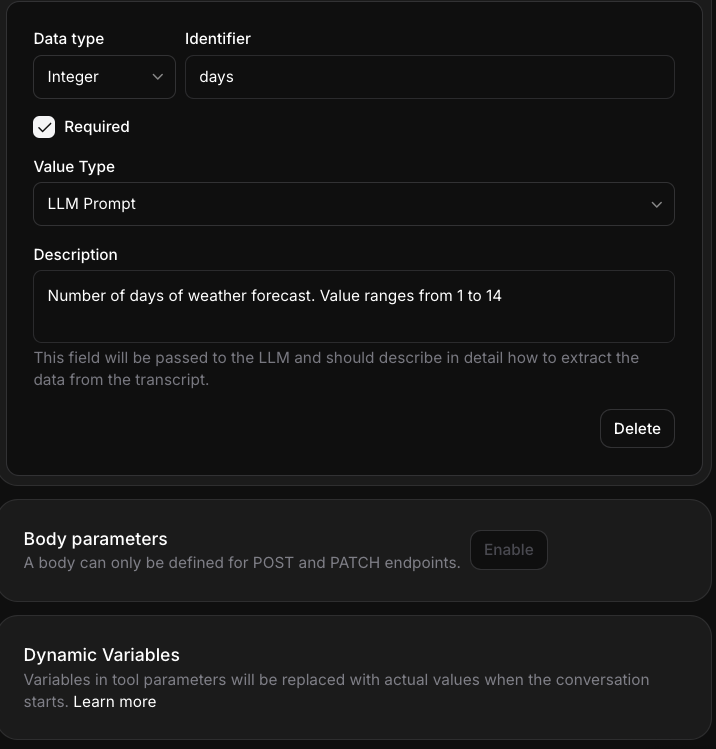 Data type
Identifier
Integer
days
Required
Value Type
LLM Prompt
Description
Number of days of weather forecast. Value ranges from 1 to 14
This field will be passed to the LLM and should describe in detail how to extract the
data from the transcript.
Delete
Body parameters
A body can only be defined for POST and PATCH endpoints.
Enable
Dynamic Variables
Variables in tool parameters will be replaced with actual values when the conversation
starts. Learn more